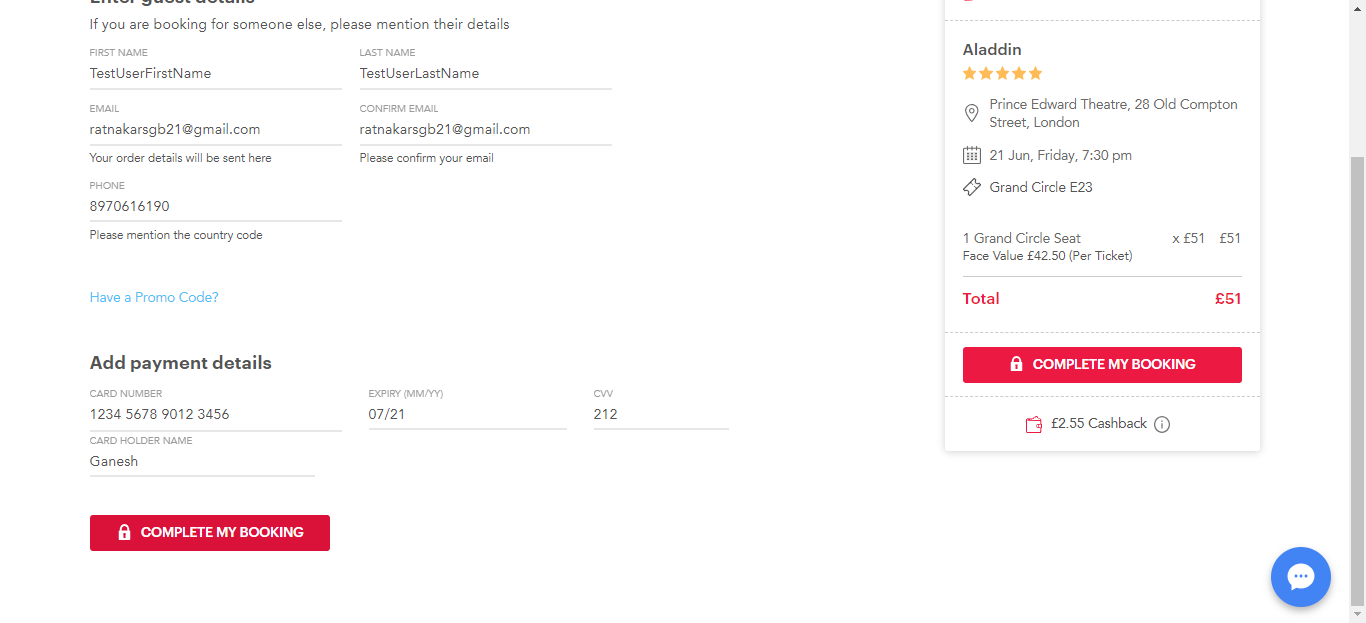 Enter guest details
If you are booking for someone else, please mention their details
FIRST NAME
LAST NAME
TestUserFirstName
TestUserLastName
EMAIL
CONFIRM EMAIL
ratnakarsgb21@gmail.com
ratnakarsgb21@gmail.com
Your order details will be sent here
Please confirm your email
PHONE
8970616190
Please mention the country code
Have a Promo Code?
Add payment details
CARD NUMBER
EXPIRY (MM/YY)
CVV
1234 5678 9012 3456
07/21
212
CARD HOLDER NAME
Ganesh
COMPLETE MY BOOKING
Aladdin
Prince Edward Theatre, 28 Old Compton
Street, London
21 Jun, Friday, 7:30 pm
Grand Circle E23
1 Grand Circle Seat x £51 £51
Face Value £42.50 (Per Ticket)
Total £51
COMPLETE MY BOOKING
£2.55 Cashback